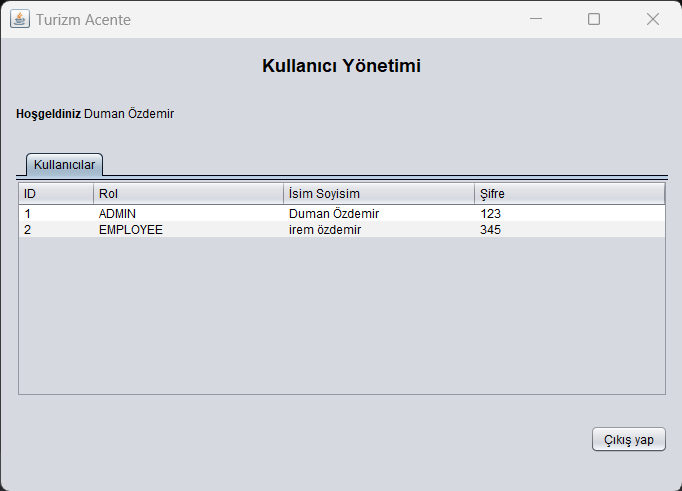 Turizm Acente
Kullanıcı Yönetimi
Hoşgeldiniz Duman Özdemir
Kullanıcılar
ID Rol İsim Soyisim Şifre
1 ADMIN Duman Özdemir 123
2 EMPLOYEE irem özdemir 345
Çıkış yap